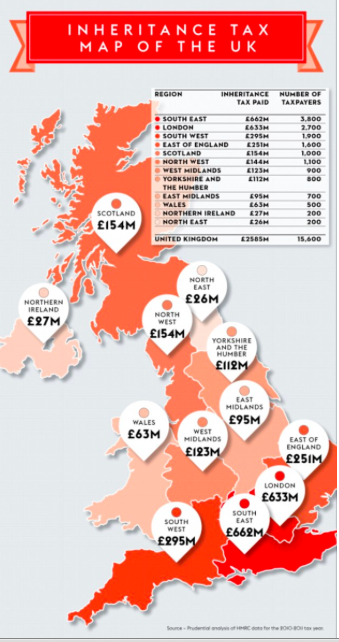 INHERITANCE TAX
MAP OF THE UK
REGION INHERITANCE NUMBER OF
TAX PAID TAXPAYERS
SOUTH EAST £662M 3,800
LONDON £633M 2,700
SOUTH WEST £295M 1,900
EAST OF ENGLAND £251M 1,600
SCOTLAND £154M 1,000
NORTH WEST £144M 1,100
WEST MIDLANDS £123M 900
YORKSHIRE AND £112M 800
THE HUMBER
EAST MIDLANDS £95M 700
WALES £63M 500
NORTHERN IRELAND £27M 200
NORTH EAST £26M 200
UNITED KINGDOM £2585M 15,600
SCOTLAND
£154M
NORTH
EAST
£26M
NORTHERN
IRELAND
£27M
NORTH
WEST
£154M
YORKSHIRE
AND THE
HUMBER
£112M
EAST
MIDLANDS
£95M
WALES
£63M
WEST
MIDLANDS
£123M
EAST OF
ENGLAND
£251M
LONDON
£633M
SOUTH
EAST
£662M
SOUTH
WEST
£295M
Source – Prudential analysis of HMRC data for the 2010-2011 tax year.